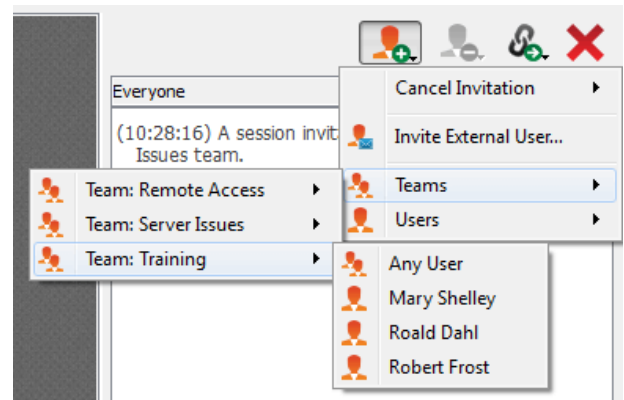 Everyone
(10:28:16) A session invit
Issues team.
Cancel Invitation
Invite External User...
Teams
Users
Team: Remote Access
Team: Server Issues
Team: Training
Any User
Mary Shelley
Roald Dahl
Robert Frost